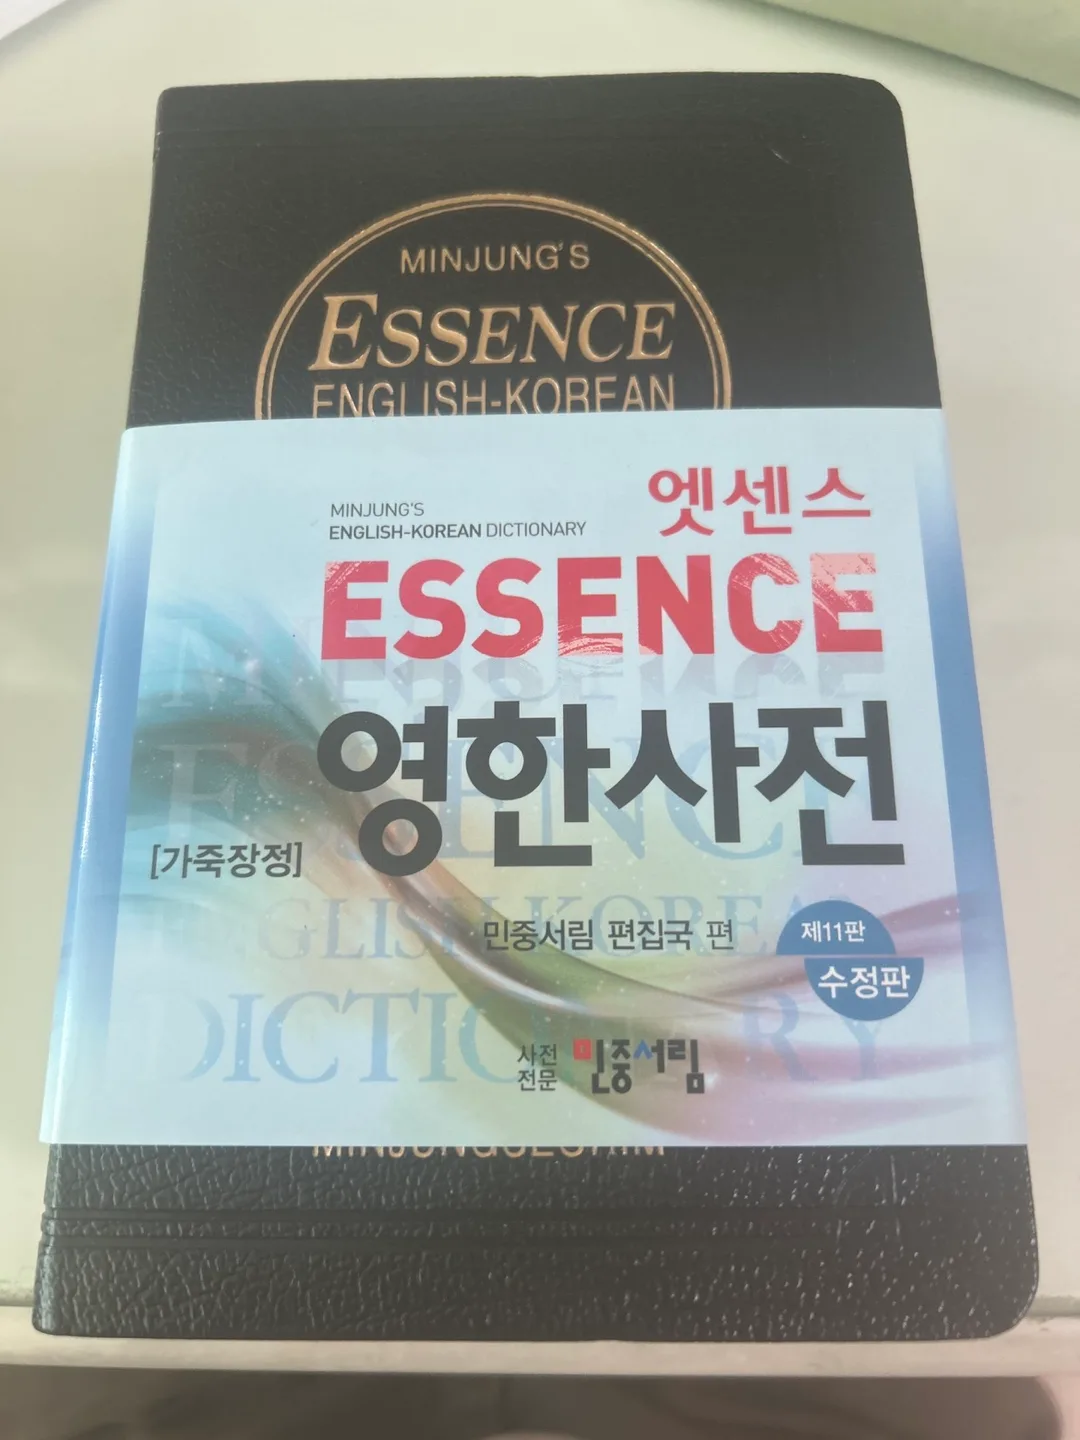 MINJUNG'S
ESSENCE
ENGLISH-KOREAN
엣센스
MINJUNG'S
ENGLISH-KOREAN DICTIONARY
ESSENCE
영한사전
[가죽장정]
민중서림 편집국 편
제11판
수정판
사전
전문
민중서림
MINJUNGSEORIM